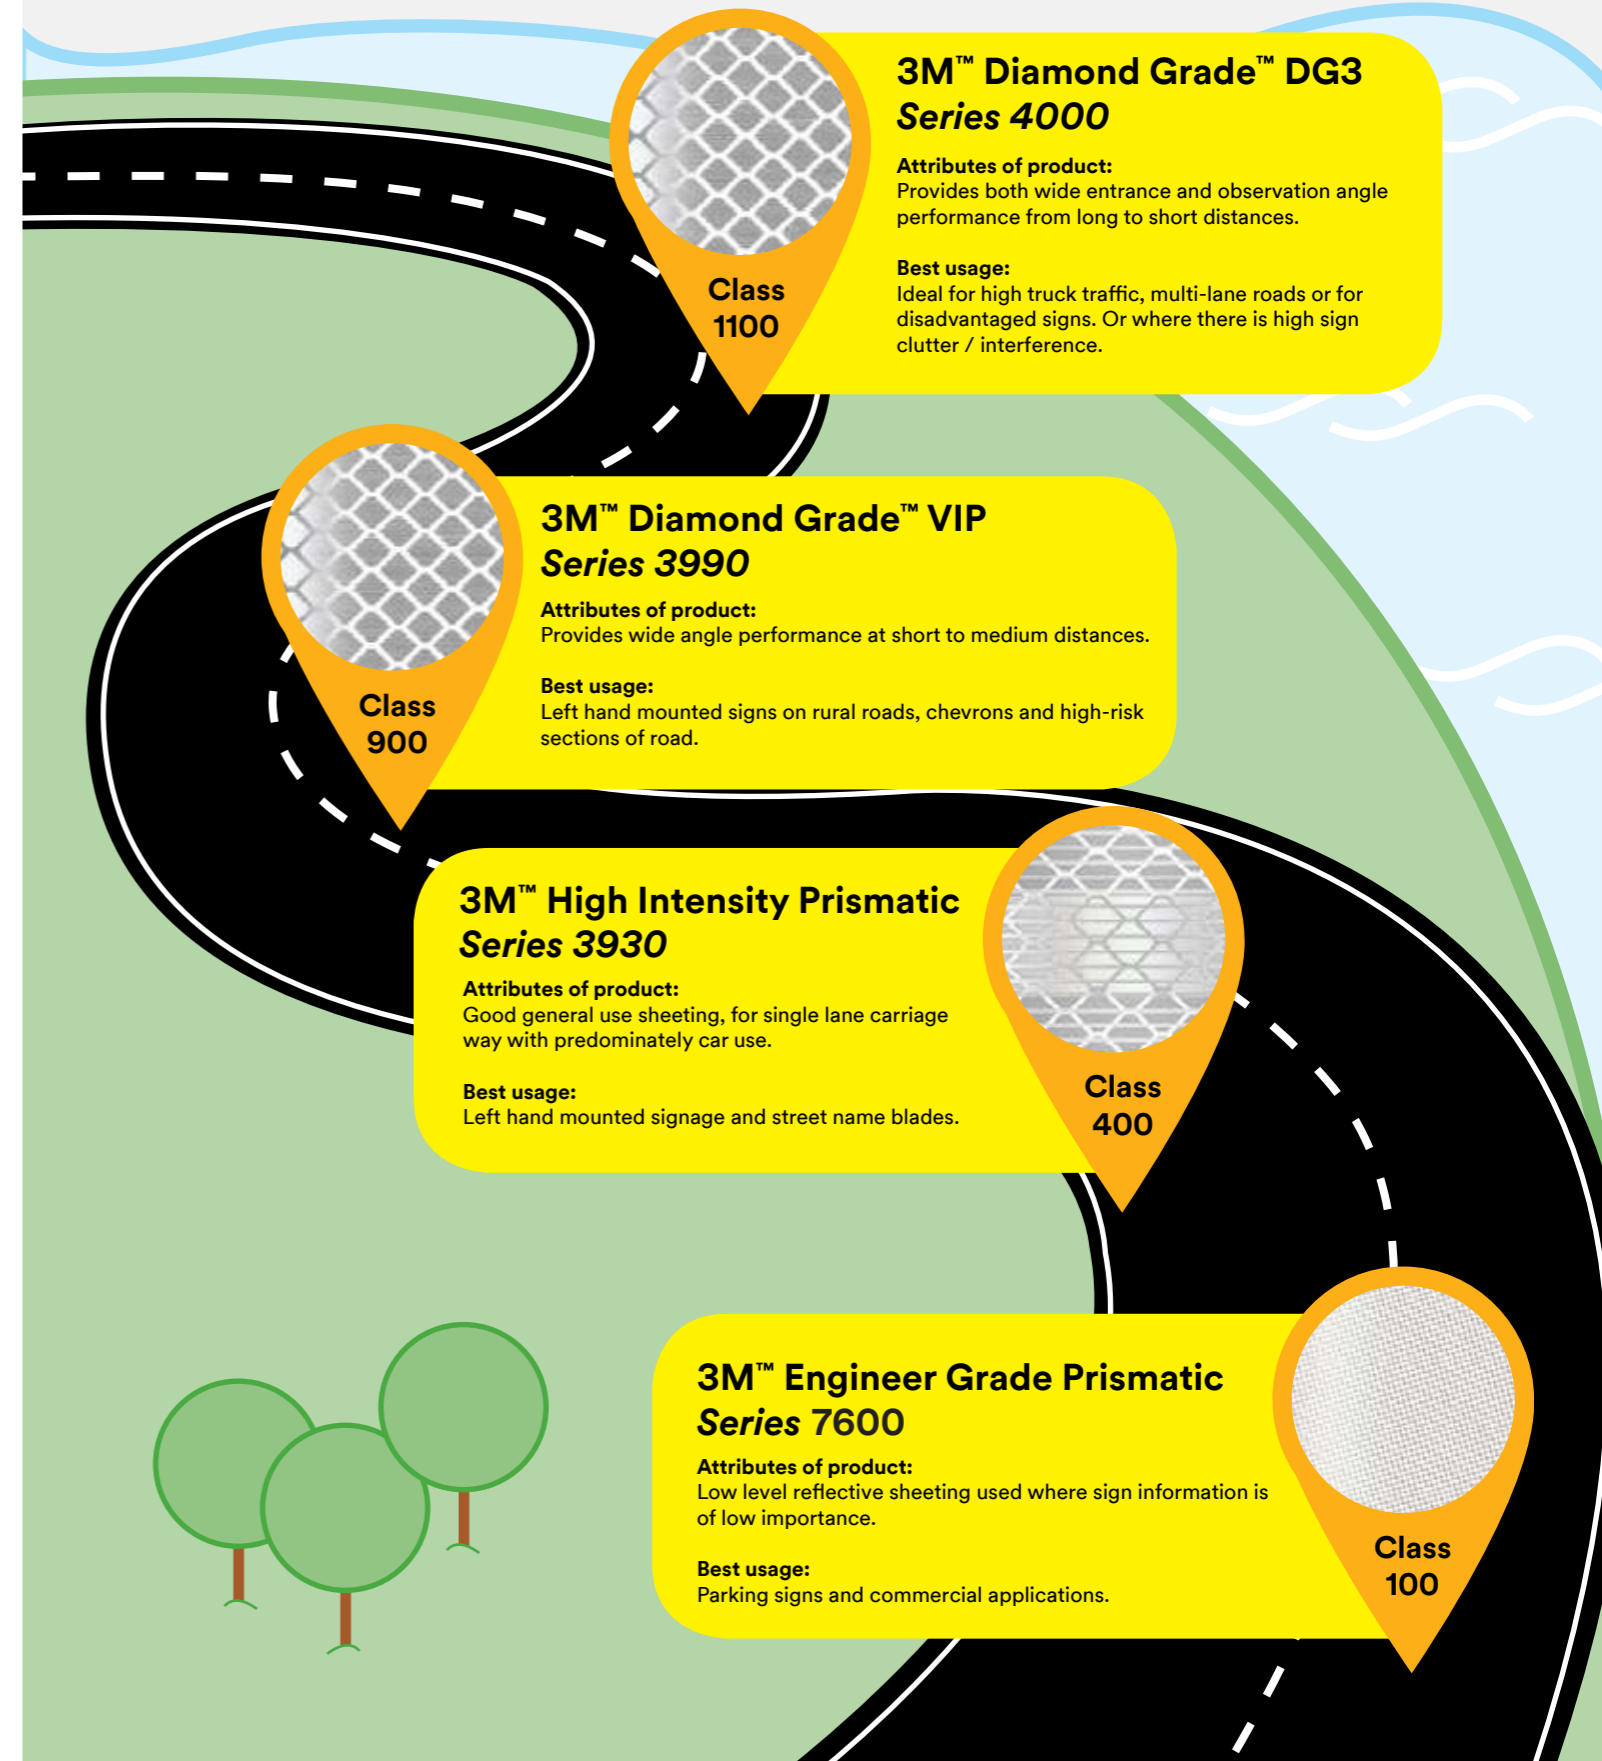 3M™ Diamond Grade™ DG3
Series 4000
Attributes of product:
Provides both wide entrance and observation angle
performance from long to short distances.
Best usage:
Ideal for high truck traffic, multi-lane roads or for
disadvantaged signs. Or where there is high sign
clutter / interference.
Class
1100
3M™ Diamond Grade™ VIP
Series 3990
Attributes of product:
Provides wide angle performance at short to medium distances.
Best usage:
Left hand mounted signs on rural roads, chevrons and high-risk
sections of road.
Class
900
3M™ High Intensity Prismatic
Series 3930
Attributes of product:
Good general use sheeting, for single lane carriage
way with predominately car use.
Best usage:
Left hand mounted signage and street name blades.
Class
400
3M™ Engineer Grade Prismatic
Series 7600
Attributes of product:
Low level reflective sheeting used where sign information is
of low importance.
Best usage:
Parking signs and commercial applications.
Class
100